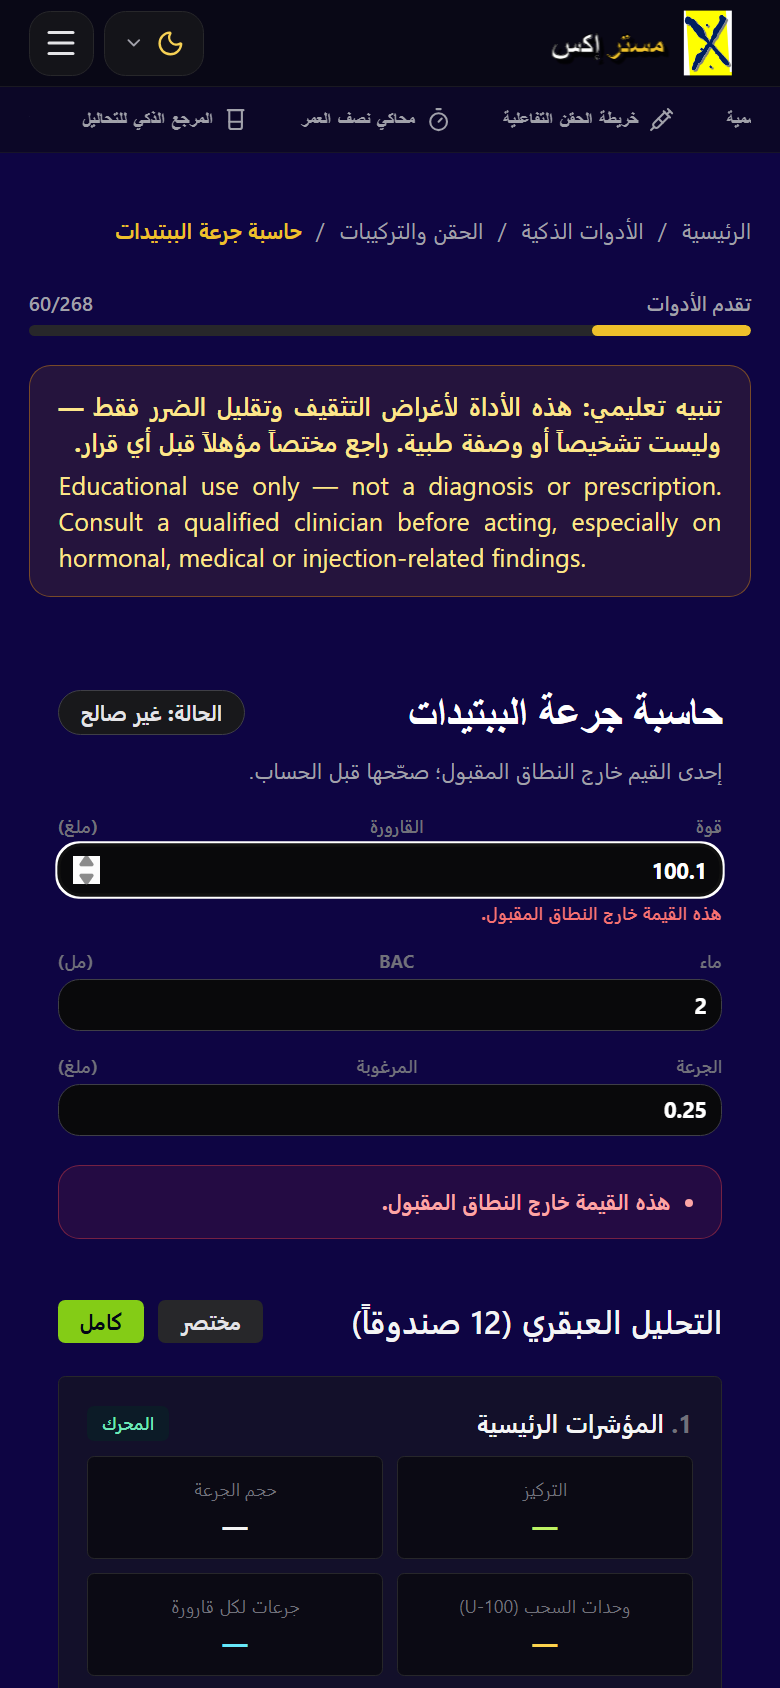 مستر إكس
سمية
خريطة الحقن التفاعلية
محاكي نصف العمر
المرجع الذكي للتحاليل
الرئيسية / الأدوات الذكية / الحقن والتركيبات / حاسبة جرعة الببتيدات
تقدم الأدوات 60/268
تنبيه تعليمي: هذه الأداة لأغراض التثقيف وتقليل الضرر فقط —
وليست تشخيصاً أو وصفة طبية. راجع مختصاً مؤهلاً قبل أي قرار.
Educational use only — not a diagnosis or prescription.
Consult a qualified clinician before acting, especially on
hormonal, medical or injection-related findings.
حاسبة جرعة الببتيدات
الحالة: غير صالح
إحدى القيم خارج النطاق المقبول؛ صحّحها قبل الحساب.
قوة القارورة (ملغ)
100.1
هذه القيمة خارج النطاق المقبول.
ماء BAC (مل)
2
الجرعة المرغوبة (ملغ)
0.25
• هذه القيمة خارج النطاق المقبول.
التحليل العبقري (12 صندوقاً)
مختصر
كامل
1. المؤشرات الرئيسية
المحرك
التركيز
—
حجم الجرعة
—
وحدات السحب (U-100)
—
جرعات لكل قارورة
—